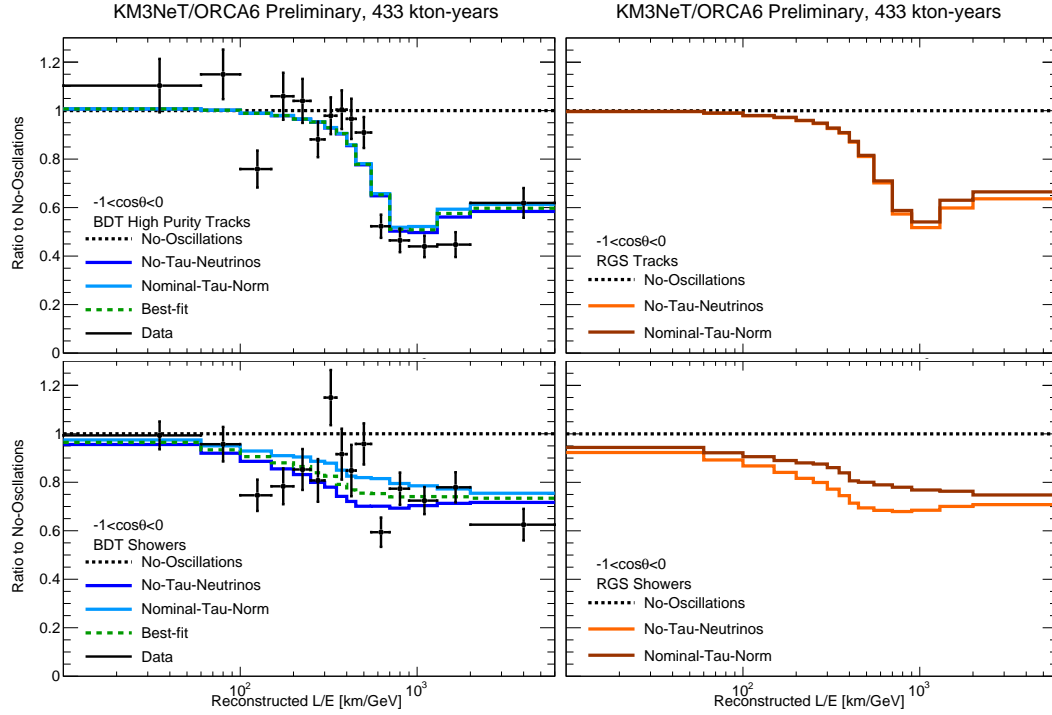 KM3NeT/ORCA6 Preliminary, 433 kton-years
KM3NeT/ORCA6 Preliminary, 433 kton-years
Ratio to No-Oscillations
1.2
1
0.8
0.6
0.4
0.2
0
-1<cosθ<0
BDT High Purity Tracks
No-Oscillations
No-Tau-Neutrinos
Nominal-Tau-Norm
Best-fit
Data
-1<cosθ<0
RGS Tracks
No-Oscillations
No-Tau-Neutrinos
Nominal-Tau-Norm
Ratio to No-Oscillations
1.2
1
0.8
0.6
0.4
0.2
0
-1<cosθ<0
BDT Showers
No-Oscillations
No-Tau-Neutrinos
Nominal-Tau-Norm
Best-fit
Data
10² 10³
Reconstructed L/E [km/GeV]
-1<cosθ<0
RGS Showers
No-Oscillations
No-Tau-Neutrinos
Nominal-Tau-Norm
10² 10³
Reconstructed L/E [km/GeV]